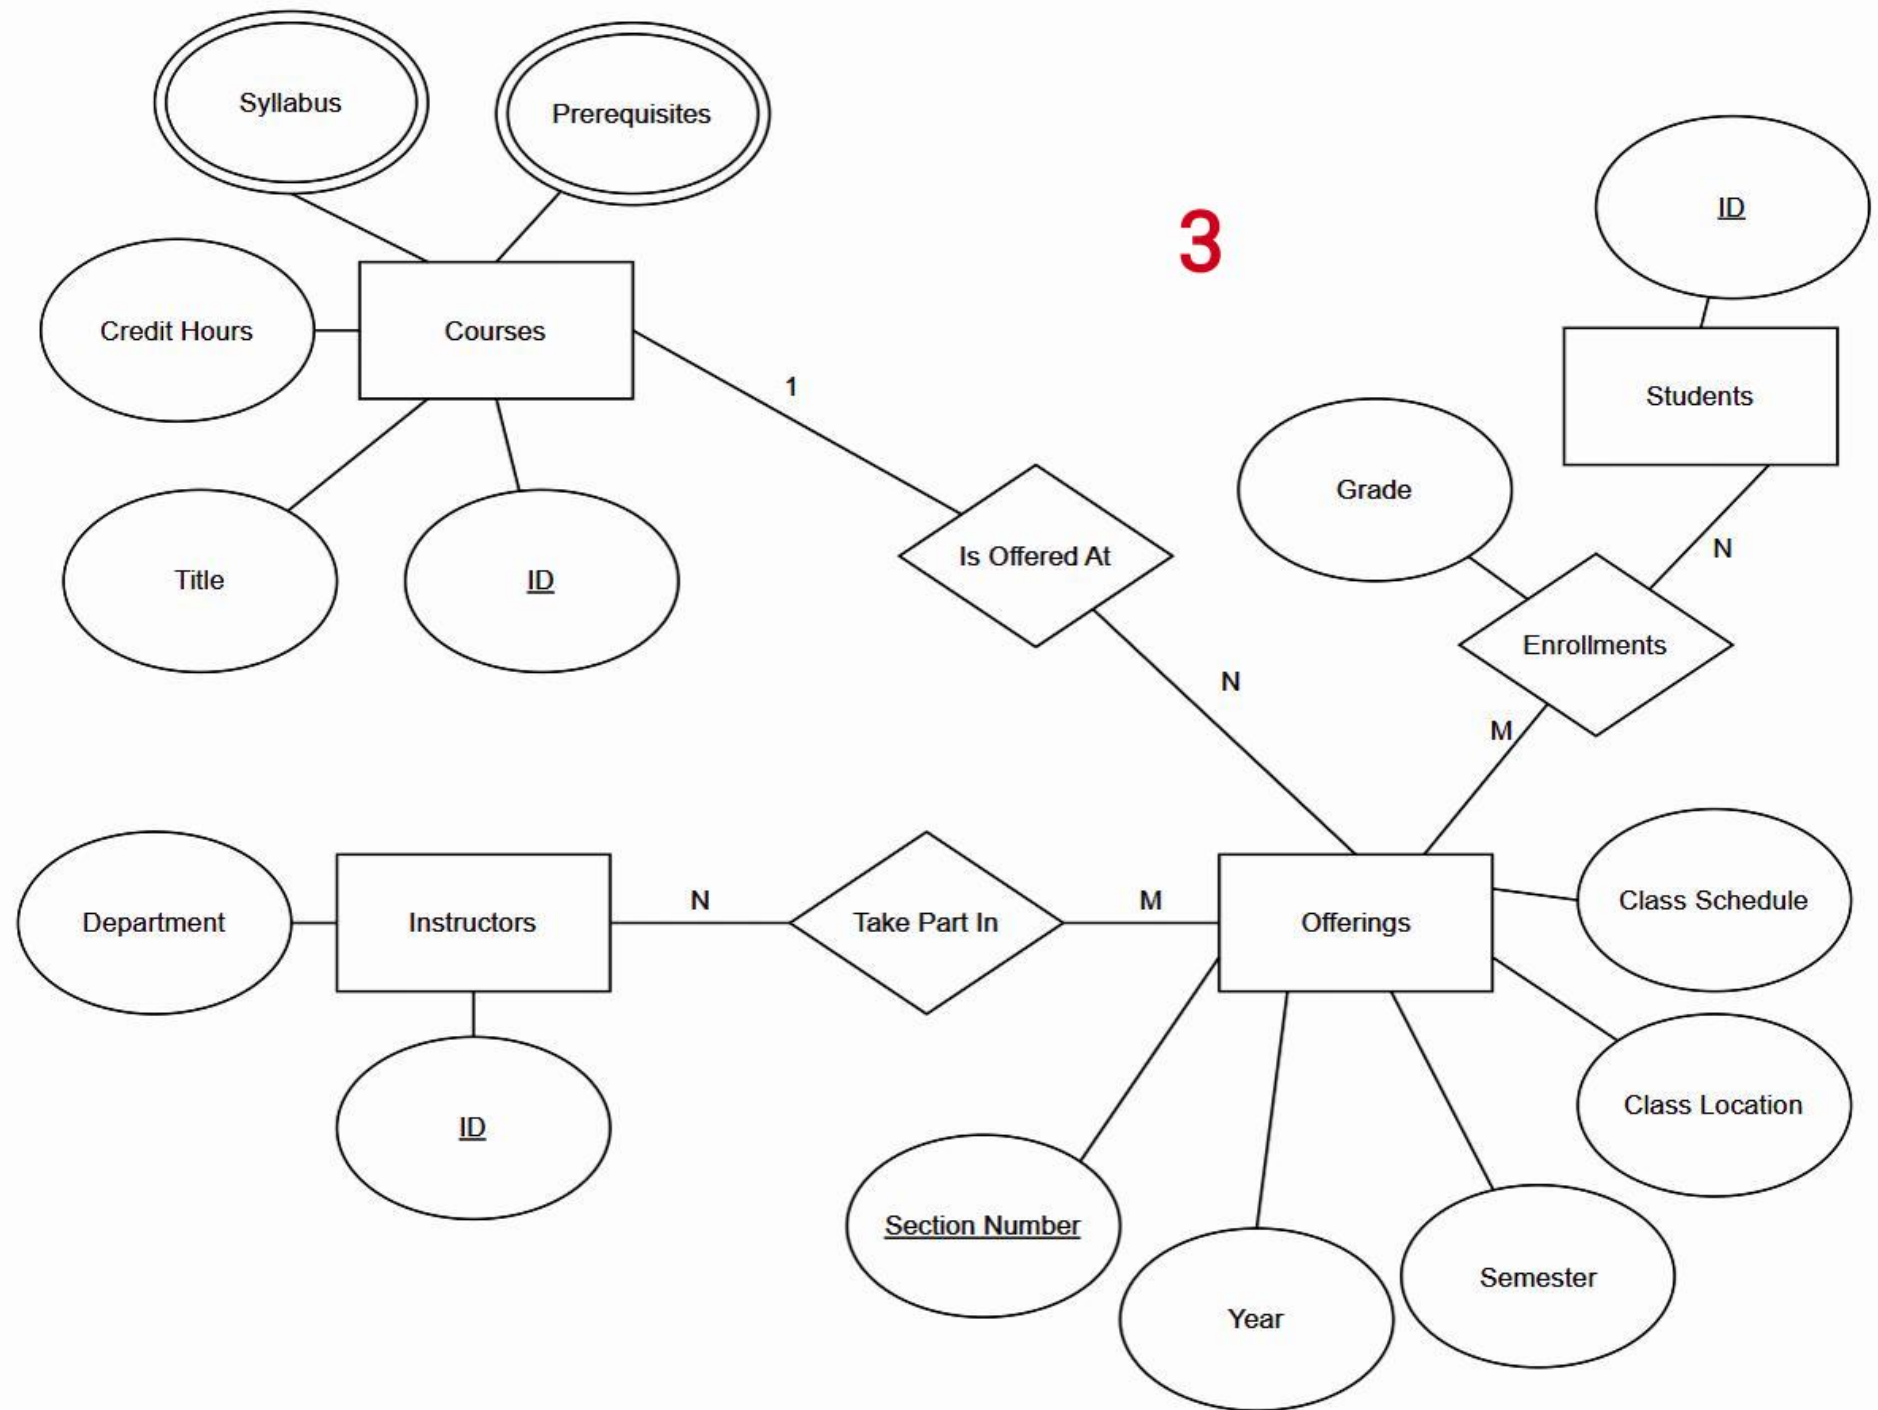 Syllabus
Prerequisites
ID
3
Credit Hours
Courses
1
Students
Grade
N
Is Offered At
Title
ID
Enrollments
N
M
Department
Instructors
N
Take Part In
M
Offerings
Class Schedule
Class Location
ID
Section Number
Year
Semester